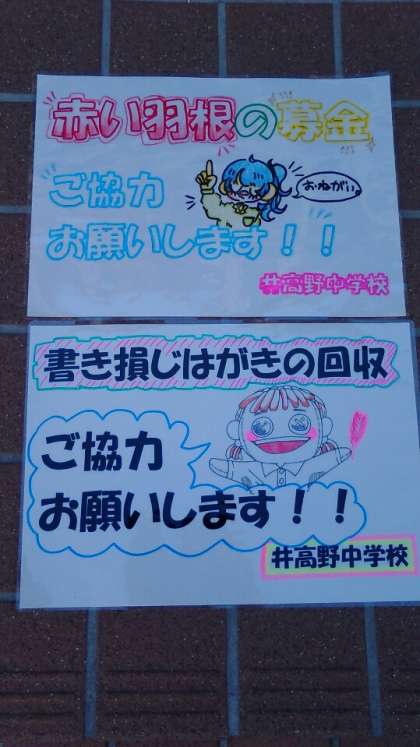 赤い羽根の募金
ご協力
おねがい。
お願いします！！
井高野中学校
書き損じはがきの回収
ご協力
お願いします！！
井高野中学校